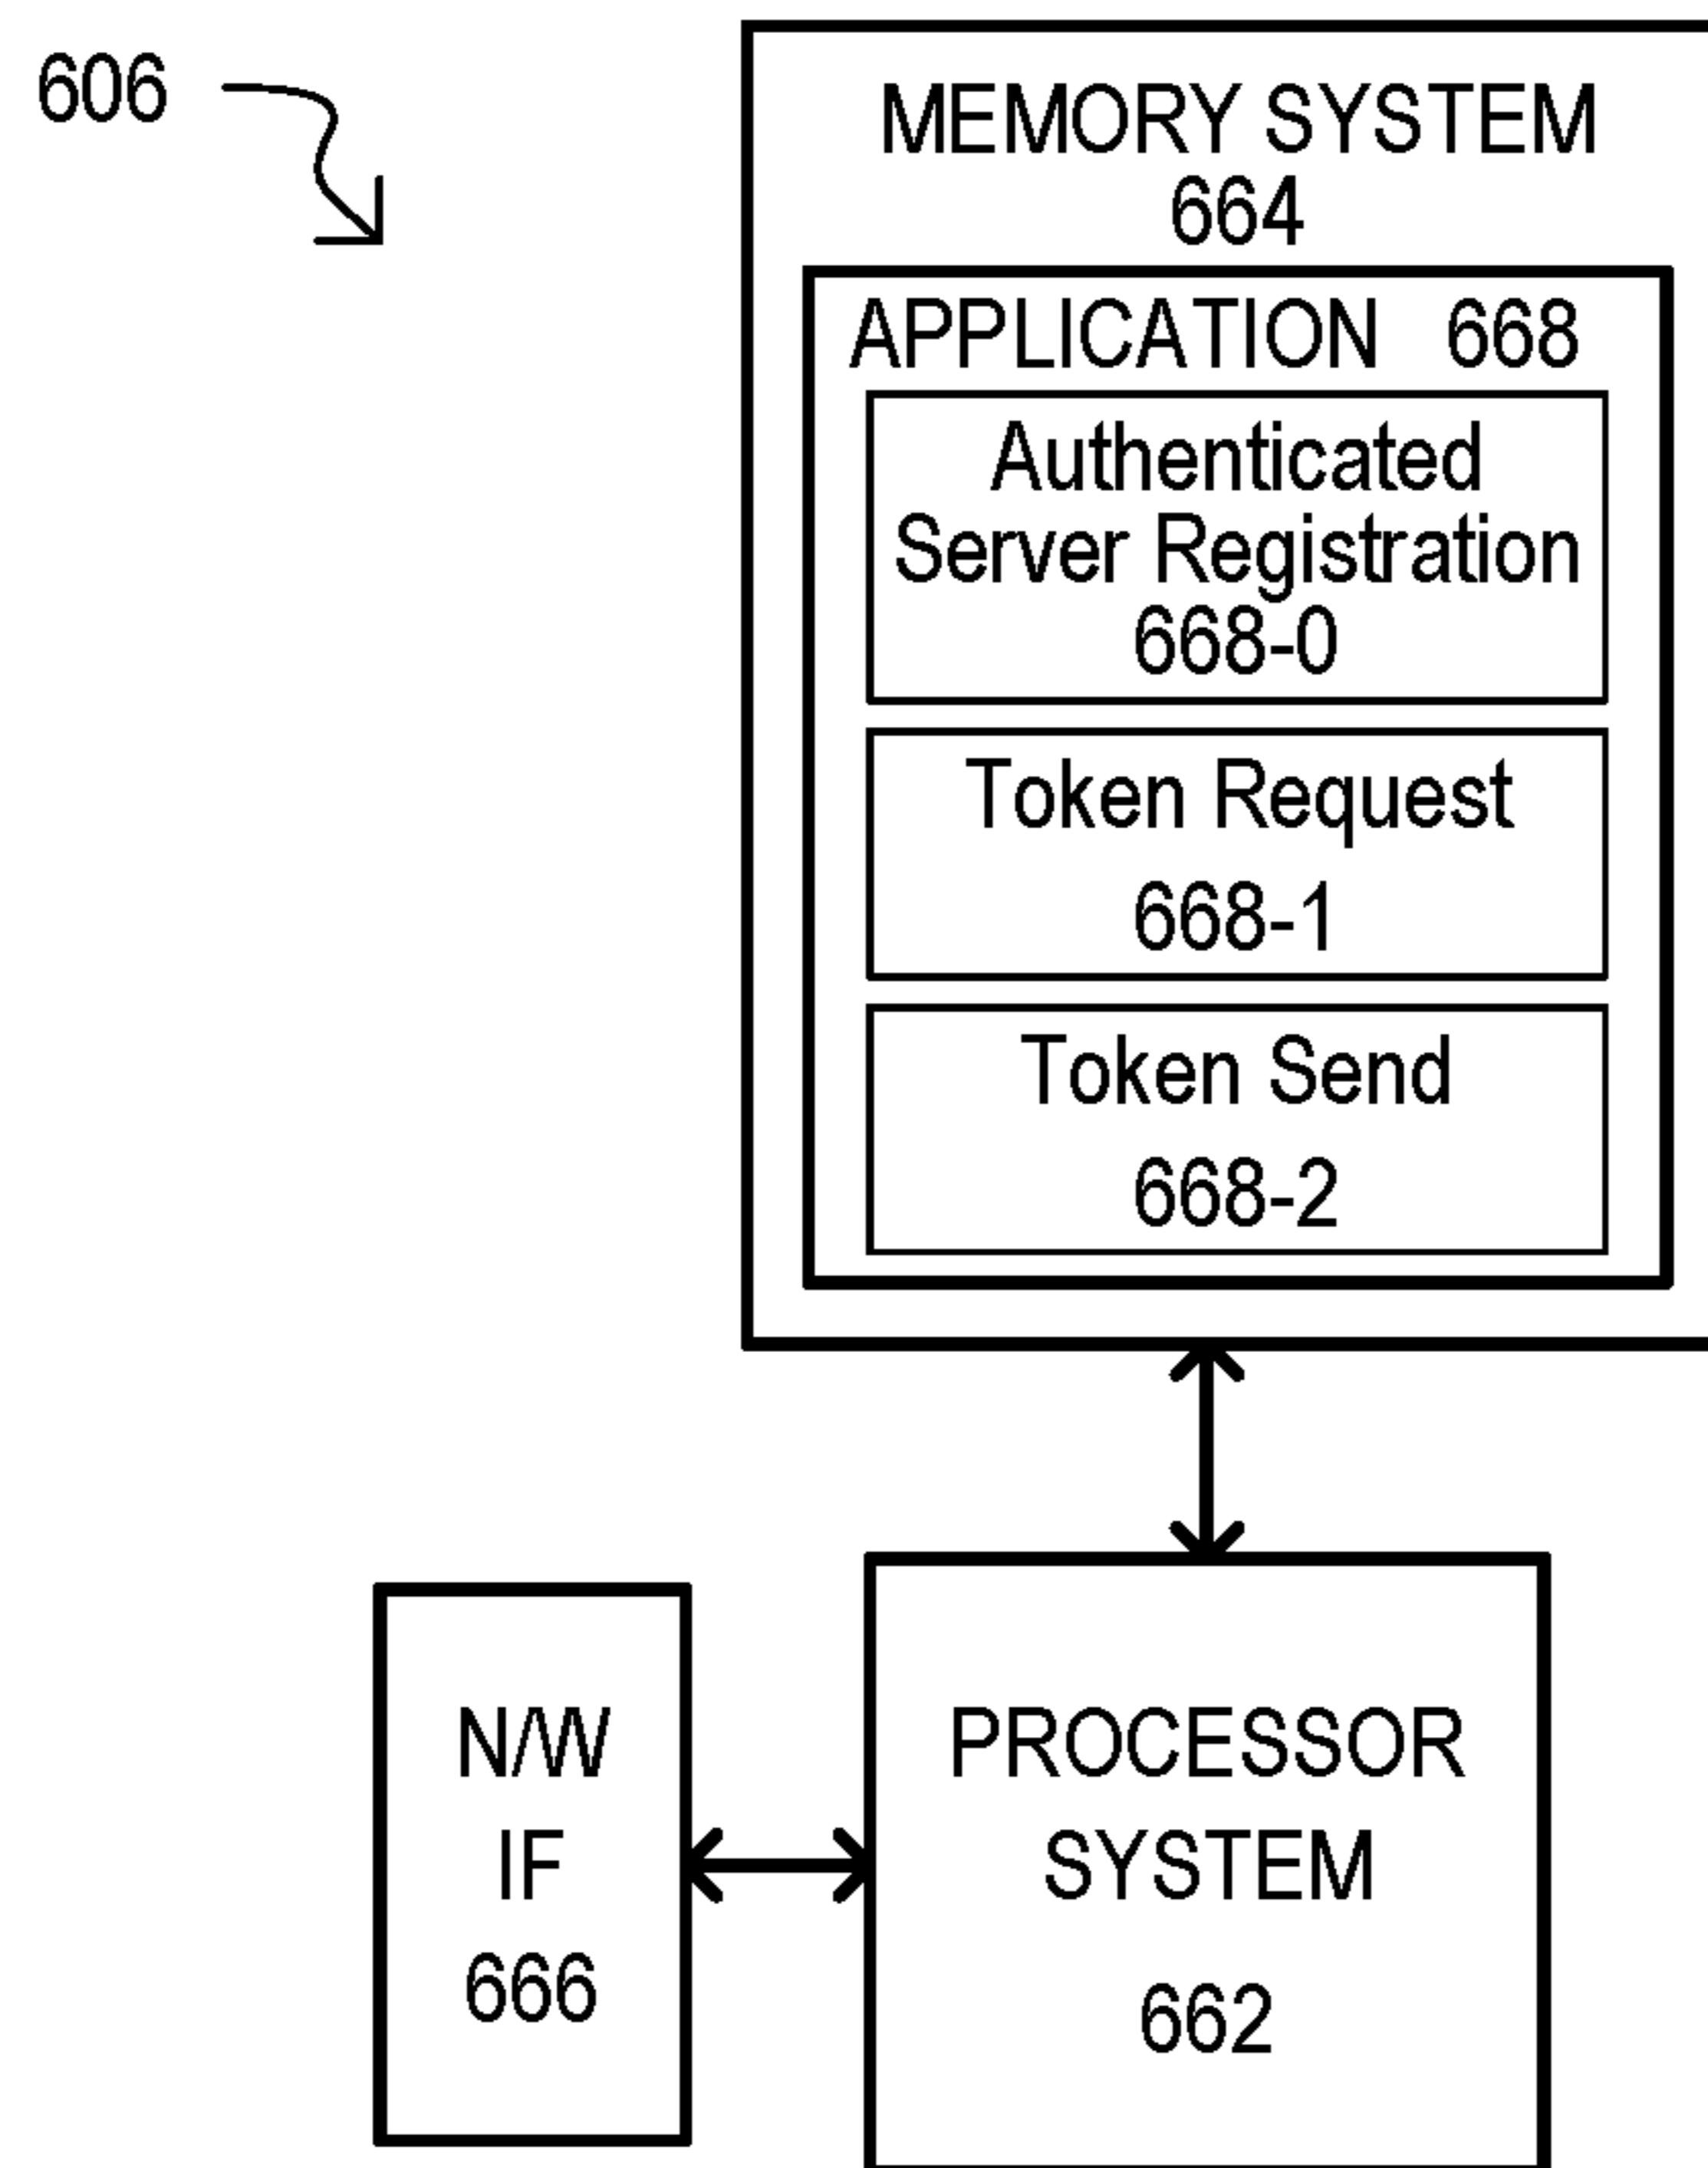 606
MEMORY SYSTEM
664
APPLICATION 668
Authenticated
Server Registration
668-0
Token Request
668-1
Token Send
668-2
N/W
IF
666
PROCESSOR
SYSTEM
662